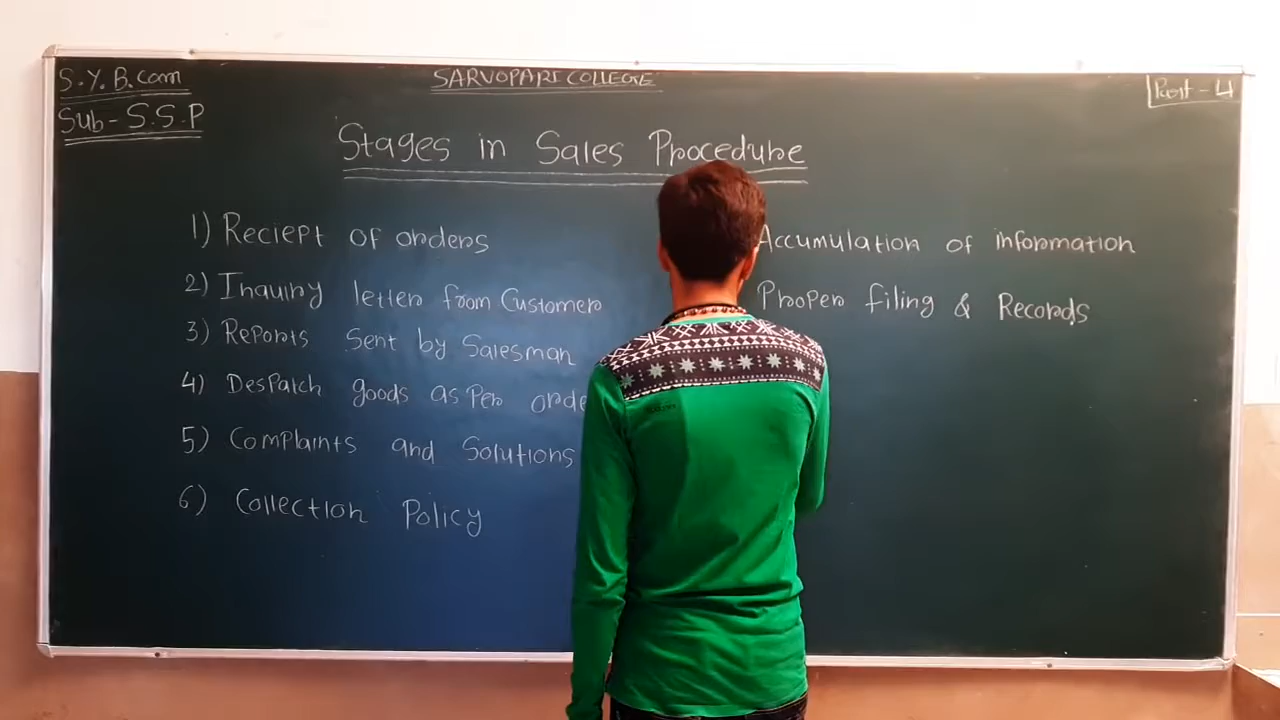 S.Y.B.Com
SARVOPARI COLLEGE
Part - 4
Sub - S.S.P
Stages in Sales Procedure
1) Reciept of orders
2) Inquiry letter from Customer
3) Reports Sent by Salesman
4) Despatch goods as Per orde
5) Complaints and Solutions
6) Collection Policy
Accumulation of information
Proper filing & Records